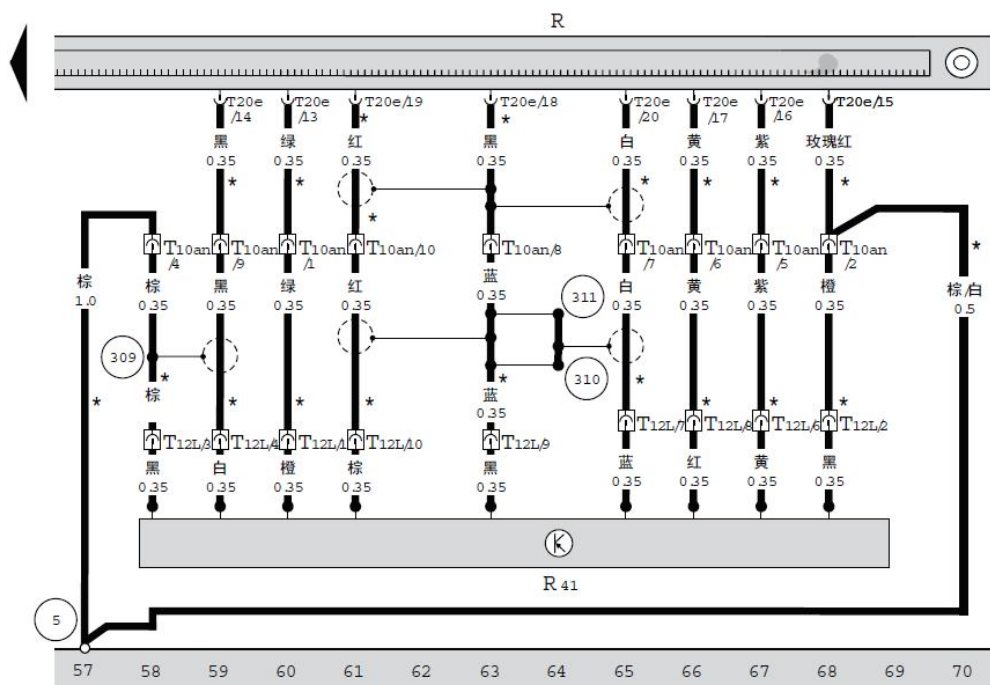 R
T20e/14
T20e/13
T20e/19
T20e/18
T20e/20
T20e/17
T20e/16
T20e/15
*
*
黑 绿 红 黑 白 黄 紫 玫瑰红
0.35 0.35 0.35 0.35 0.35 0.35 0.35 0.35
* * * * * *
*
*
T10an/4
T10an/9
T10an/1
T10an/10
T10an/8
T10an/7
T10an/6
T10an/5
T10an/2
棕 棕 黑 绿 红 蓝 白 黄 紫 橙 棕/白
1.0 0.35 0.35 0.35 0.35 0.35 0.35 0.35 0.35 0.35 0.5
311
309
310
* * *
棕 蓝
* * * * * * *
0.35
T12L/7 T12L/8 T12L/6 T12L/2
T12L/3 T12L/4 T12L/1 T12L/10 T12L/9
黑 白 橙 棕 黑 蓝 红 黄 黑
0.35 0.35 0.35 0.35 0.35 0.35 0.35 0.35 0.35
R41
5
57 58 59 60 61 62 63 64 65 66 67 68 69 70